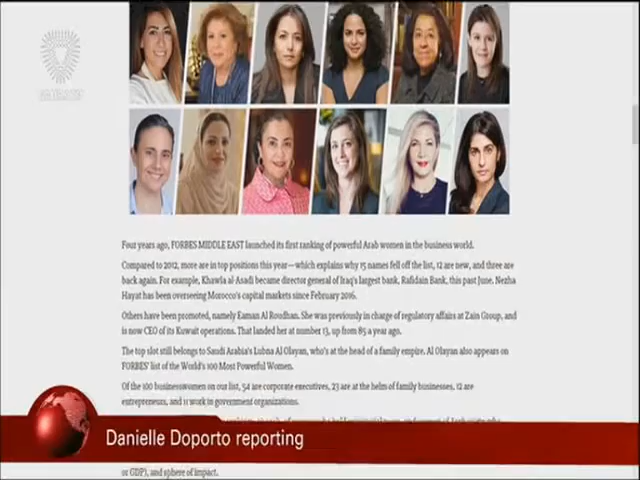 Four years ago, FORBES MIDDLE EAST launched its first ranking of powerful Arab women in the business world.
Compared to 2012, more are in top positions this year—which explains why 15 names fell off the list, 12 are new, and three are
back again. For example, Khawla al-Asadi became director general of Iraq's largest bank, Rafidain Bank, this past June. Nezha
Hayat has been overseeing Morocco's capital markets since February 2016.
Others have been promoted, namely Eaman Al Roudhan. She was previously in charge of regulatory affairs at Zain Group, and
is now CEO of its Kuwait operations. That landed her at number 13, up from 85 a year ago.
The top slot still belongs to Saudi Arabia's Lubna Al Olayan, who's at the head of a family empire. Al Olayan also appears on
FORBES' list of the World's 100 Most Powerful Women.
Of the 100 businesswomen on our list, 54 are corporate executives, 23 are at the helm of family businesses, 12 are
entrepreneurs, and 11 work in government organizations.
Danielle Doporto reporting
or GDP), and sphere of impact.